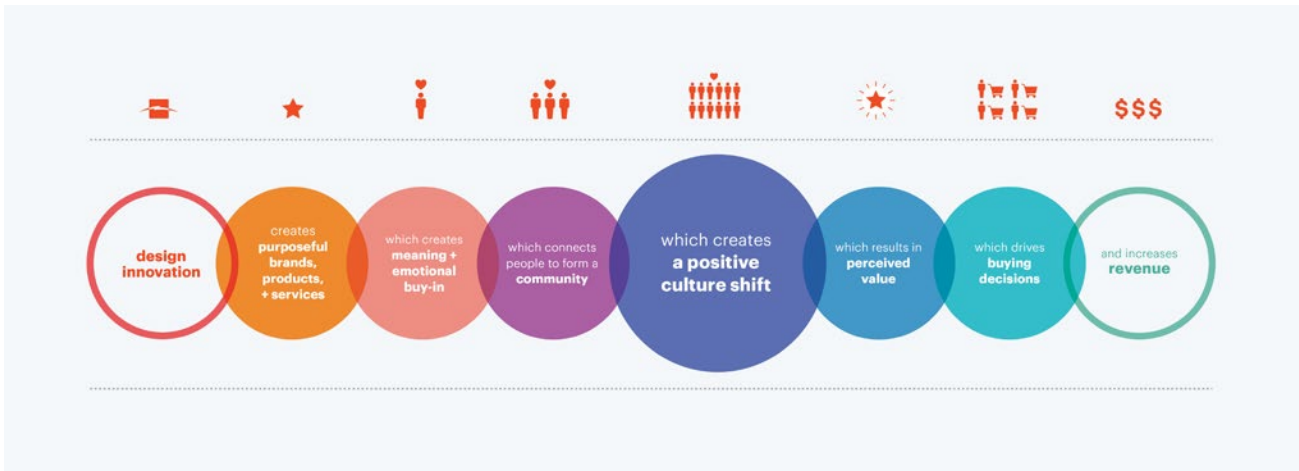 $$$
design
innovation
creates
purposeful
brands,
products,
+ services
which creates
meaning +
emotional
buy-in
which connects
people to form a
community
which creates
a positive
culture shift
which results in
perceived
value
which drives
buying
decisions
and increases
revenue